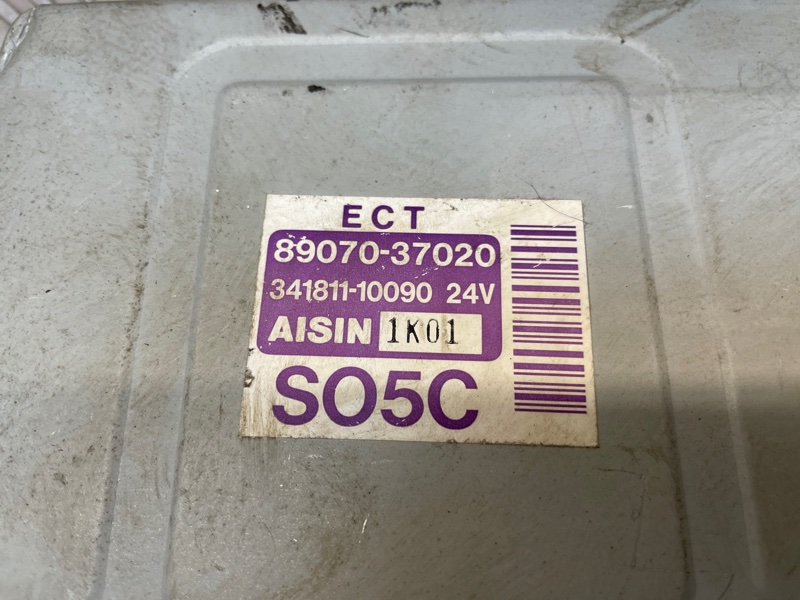 ECT
89070-37020
341811-10090 24V
AISIN 1K01
SO5C